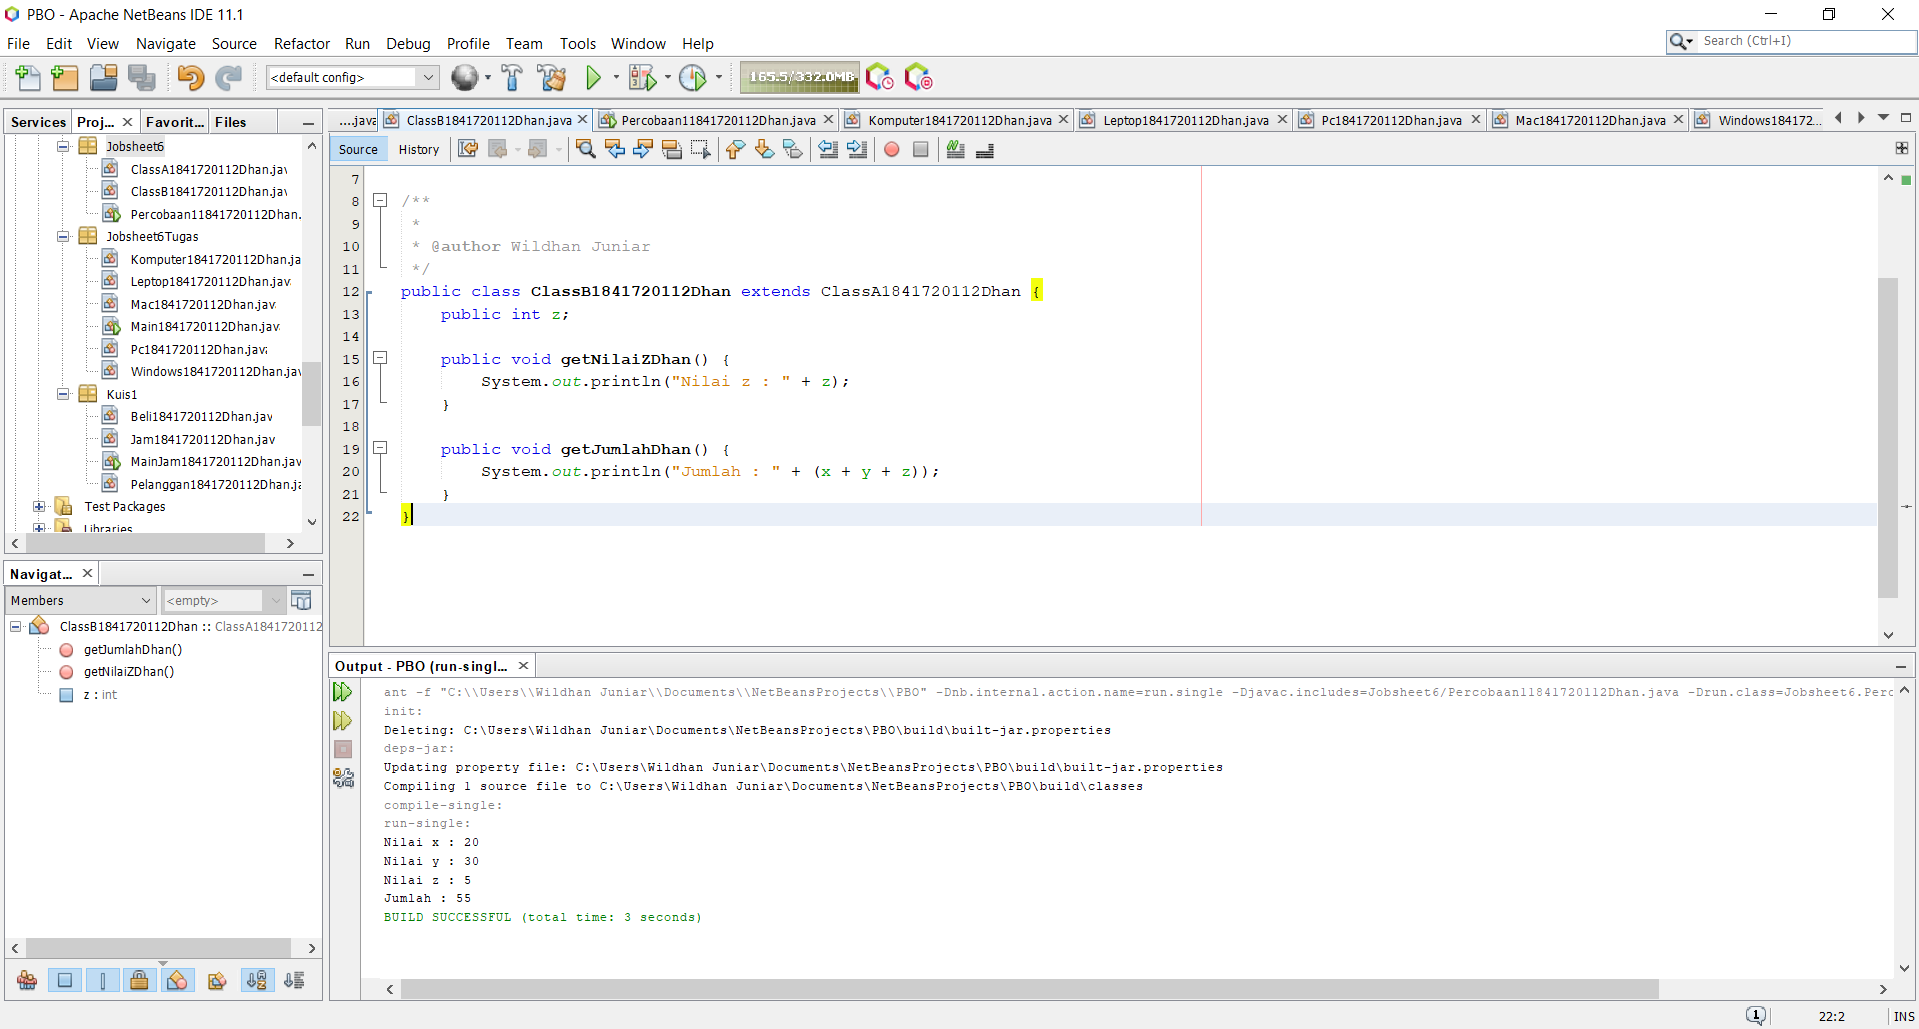 PBO - Apache NetBeans IDE 11.1
File Edit View Navigate Source Refactor Run Debug Profile Team Tools Window Help
Search (Ctrl+I)
<default config>
165.5/332.0MB
Services Proj... Favorit... Files
Jobsheet6
ClassA1841720112Dhan.jav
ClassB1841720112Dhan.jav
Percobaan11841720112Dhan.
Jobsheet6Tugas
Komputer1841720112Dhan.ja
Leptop1841720112Dhan.java
Mac1841720112Dhan.java
Main1841720112Dhan.java
Pc1841720112Dhan.java
Windows1841720112Dhan.jav
Kuis1
Beli1841720112Dhan.jav
Jam1841720112Dhan.jav
MainJam1841720112Dhan.jav
Pelanggan1841720112Dhan.ja
Test Packages
Libraries
Navigat...
Members
<empty>
ClassB1841720112Dhan :: ClassA1841720112
getJumlahDhan()
getNilaiZDhan()
z : int
....java ClassB1841720112Dhan.java Percobaan11841720112Dhan.java Komputer1841720112Dhan.java Leptop1841720112Dhan.java Pc1841720112Dhan.java Mac1841720112Dhan.java Windows184172...
Source History
7
8 /**
9 *
10 * @author Wildhan Juniar
11 */
12 public class ClassB1841720112Dhan extends ClassA1841720112Dhan {
13 public int z;
14
15 public void getNilaiZDhan() {
16 System.out.println("Nilai z : " + z);
17 }
18
19 public void getJumlahDhan() {
20 System.out.println("Jumlah : " + (x + y + z));
21 }
22 }
Output - PBO (run-singl...
ant -f "C:\\Users\\Wildhan Juniar\\Documents\\NetBeansProjects\\PBO" -Dnb.internal.action.name=run.single -Djavac.includes=Jobsheet6/Percobaan11841720112Dhan.java -Drun.class=Jobsheet6.Perc
init:
Deleting: C:\Users\Wildhan Juniar\Documents\NetBeansProjects\PBO\build\built-jar.properties
deps-jar:
Updating property file: C:\Users\Wildhan Juniar\Documents\NetBeansProjects\PBO\build\built-jar.properties
Compiling 1 source file to C:\Users\Wildhan Juniar\Documents\NetBeansProjects\PBO\build\classes
compile-single:
run-single:
Nilai x : 20
Nilai y : 30
Nilai z : 5
Jumlah : 55
BUILD SUCCESSFUL (total time: 3 seconds)
1
22:2
INS